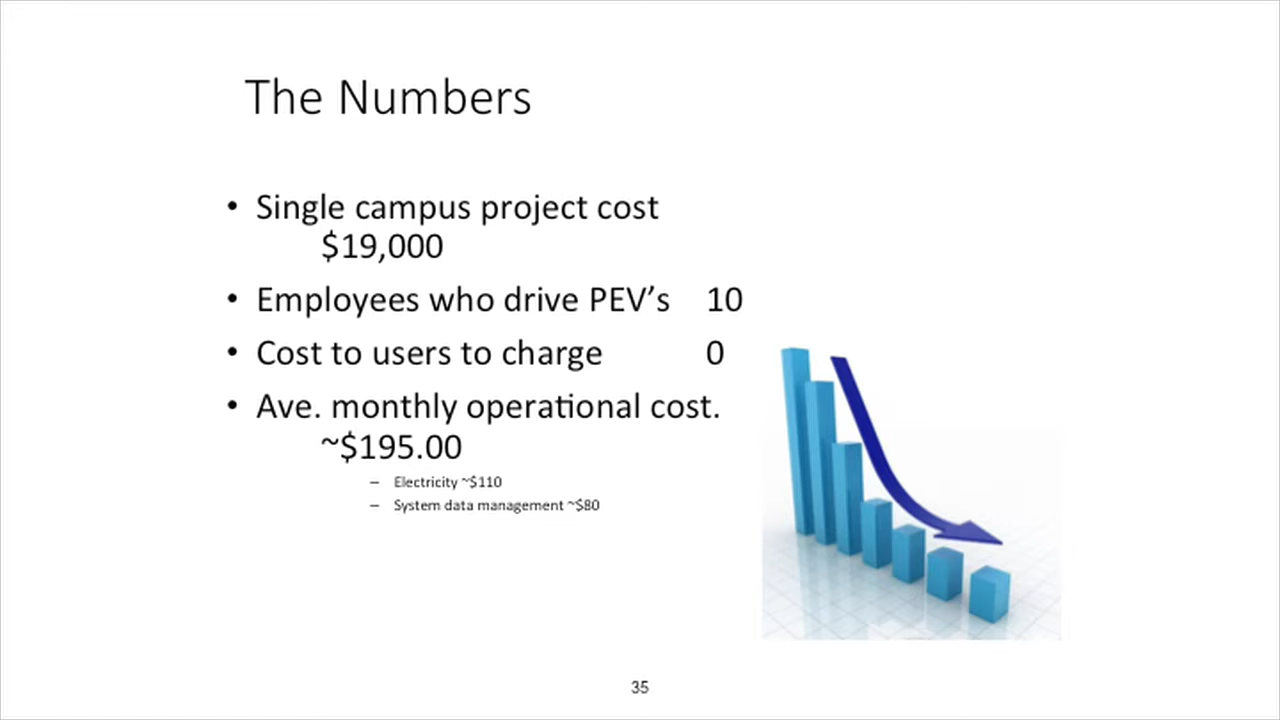 The Numbers
• Single campus project cost
$19,000
• Employees who drive PEV’s 10
• Cost to users to charge 0
• Ave. monthly operational cost.
~$195.00
– Electricity ~$110
– System data management ~$80
35